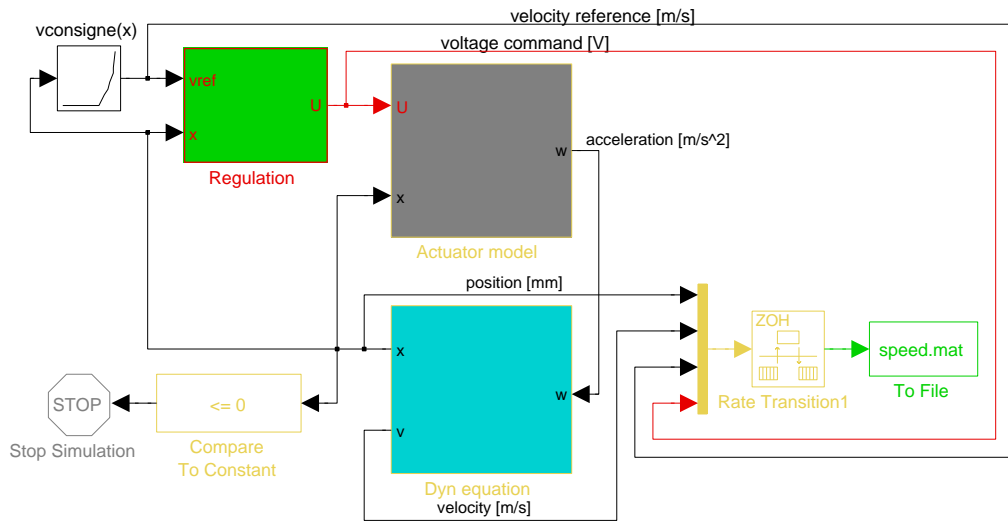 velocity reference [m/s]
vconsigne(x)
voltage command [V]
vref
U
x
Regulation
U
w
x
Actuator model
acceleration [m/s^2]
position [mm]
x
w
v
Dyn equation
velocity [m/s]
STOP
Stop Simulation
<= 0
Compare
To Constant
ZOH
Rate Transition1
speed.mat
To File